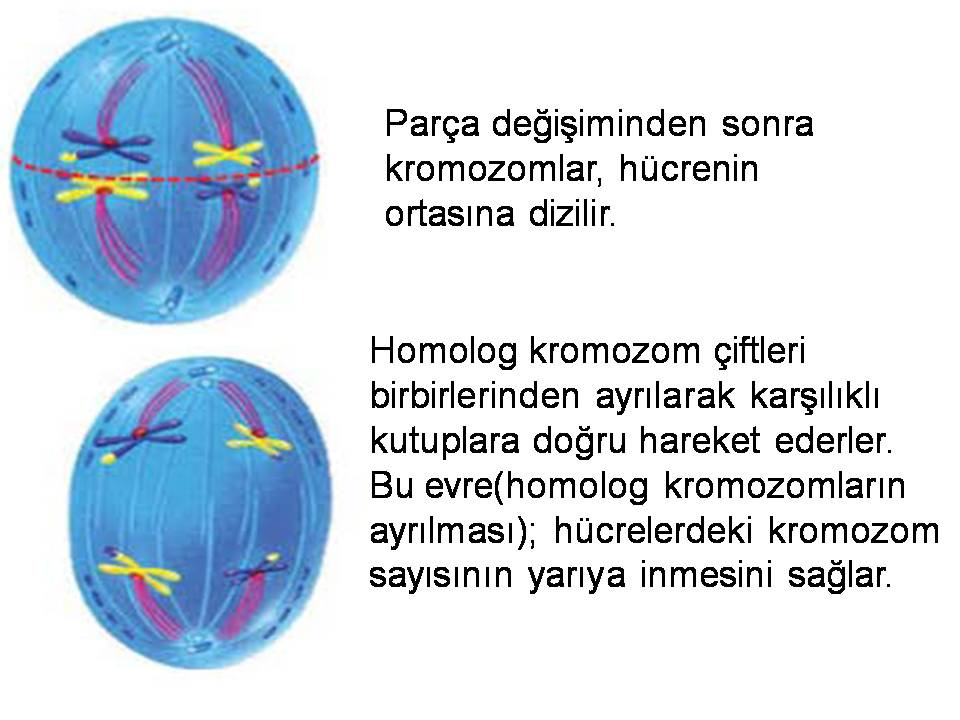 Parça değişiminden sonra
kromozomlar, hücrenin
ortasına dizilir.
Homolog kromozom çiftleri
birbirlerinden ayrılarak karşılıklı
kutuplara doğru hareket ederler.
Bu evre(homolog kromozomların
ayrılması); hücrelerdeki kromozom
sayısının yarıya inmesini sağlar.